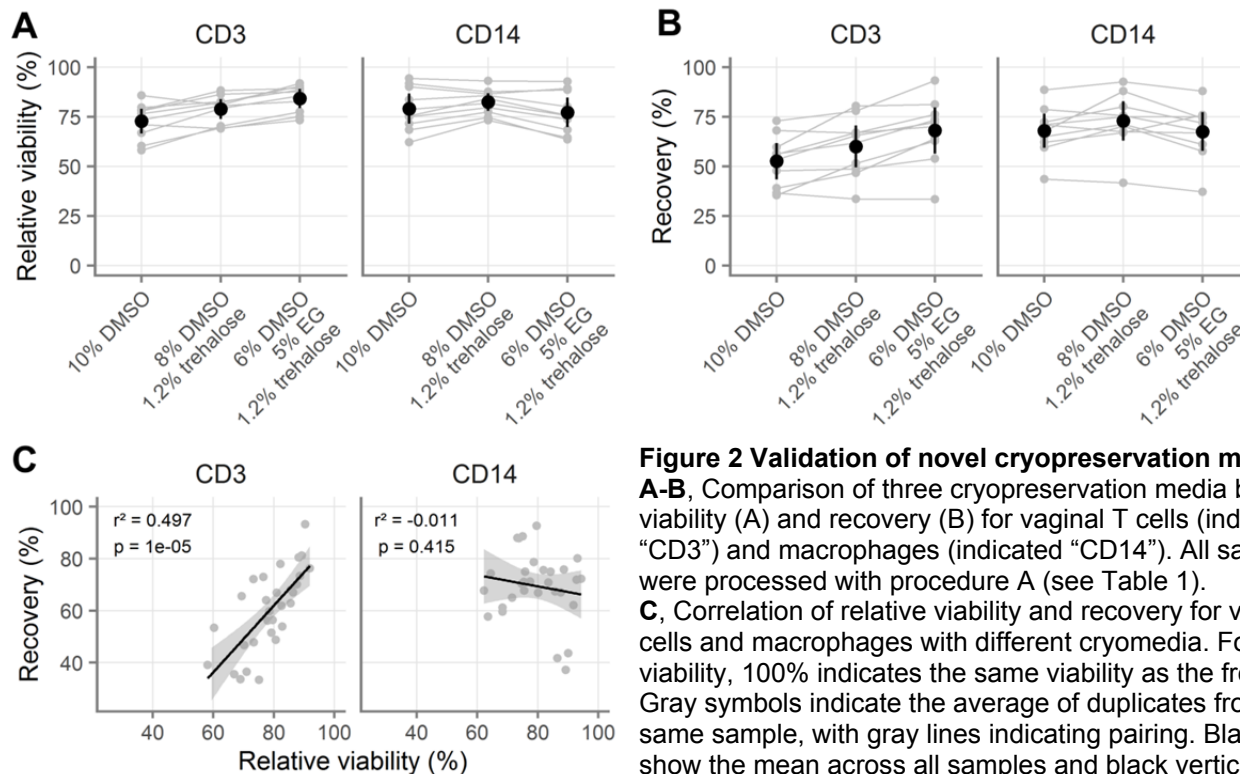 A
CD3
CD14
Relative viability (%)
100
75
50
25
0
10% DMSO
8% DMSO
1.2% trehalose
6% DMSO
5% EG
1.2% trehalose
10% DMSO
8% DMSO
1.2% trehalose
6% DMSO
5% EG
1.2% trehalose
B
CD3
CD14
Recovery (%)
100
75
50
25
0
10% DMSO
8% DMSO
1.2% trehalose
6% DMSO
5% EG
1.2% trehalose
10% DMSO
8% DMSO
1.2% trehalose
6% DMSO
5% EG
1.2% trehalose
C
CD3
CD14
Recovery (%)
100
80
60
40
r² = 0.497
p = 1e-05
r² = -0.011
p = 0.415
40 60 80 100
40 60 80 100
Relative viability (%)
Figure 2 Validation of novel cryopreservation m
A-B, Comparison of three cryopreservation media b
viability (A) and recovery (B) for vaginal T cells (ind
“CD3”) and macrophages (indicated “CD14”). All sa
were processed with procedure A (see Table 1).
C, Correlation of relative viability and recovery for v
cells and macrophages with different cryomedia. Fo
viability, 100% indicates the same viability as the fre
Gray symbols indicate the average of duplicates fro
same sample, with gray lines indicating pairing. Bla
show the mean across all samples and black vertic